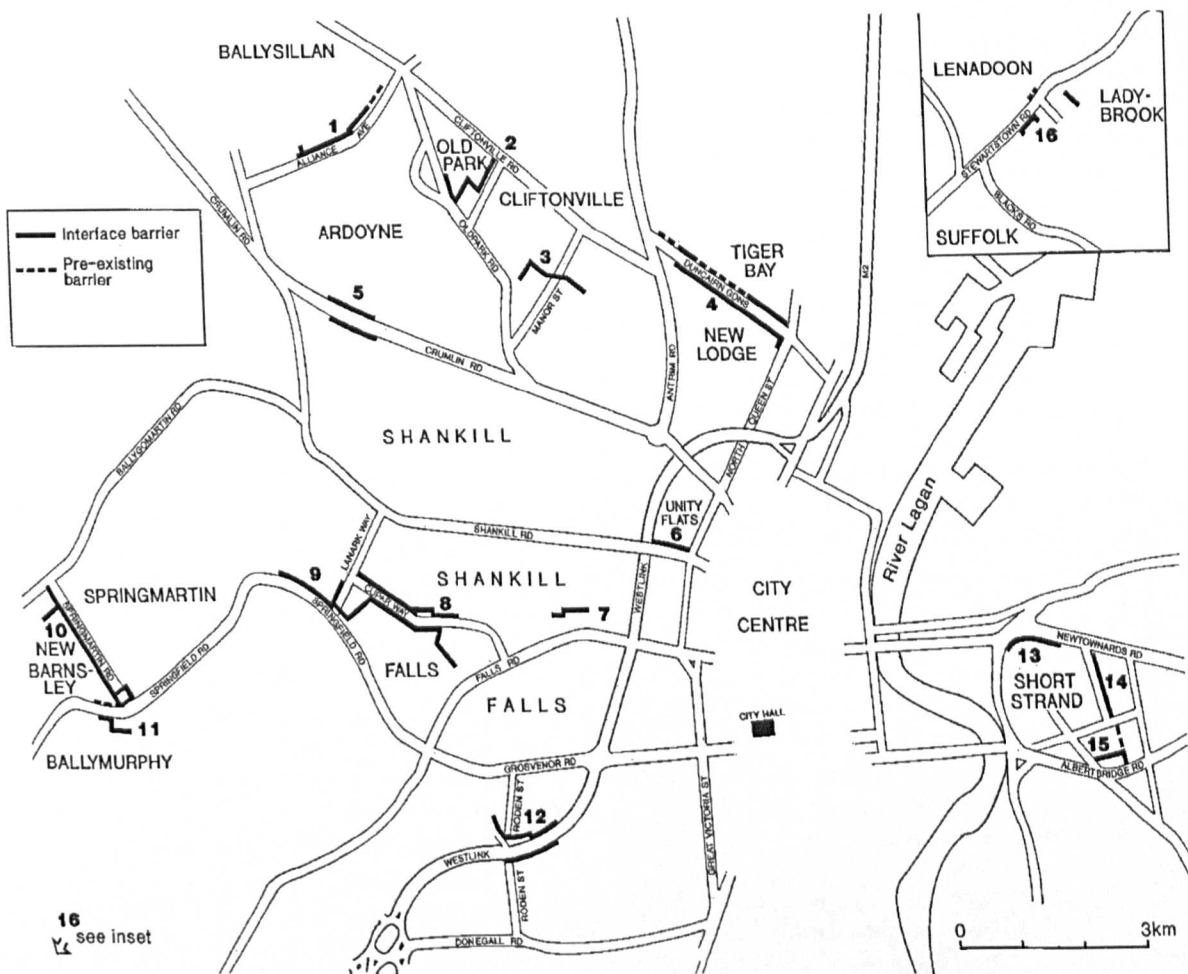 BALLYSILLAN
1
ALLIANCE AVE
OLD
PARK
2
CLIFTONVILLE RD
CLIFTONVILLE
LENADOON
LADY-
BROOK
16
STEWARTSTOWN RD
BLACKS RD
SUFFOLK
Interface barrier
Pre-existing
barrier
CRUMLIN RD
ARDOYNE
OLDPARK RD
3
MANOR ST
TIGER
BAY
DUNCAIRN GDNS
4
NEW
LODGE
M2
5
CRUMLIN RD
ANTRIM RD
NORTH QUEEN ST
BALLYGOMARTIN RD
SHANKILL
River Lagan
UNITY
FLATS
6
LANARK WAY
SHANKILL RD
WESTLINK
SPRINGMARTIN
9
CUPAR WAY
SHANKILL
8
7
CITY
CENTRE
10
NEW
BARNS-
LEY
SPRINGMARTIN RD
SPRINGFIELD RD
SPRINGFIELD RD
FALLS
FALLS RD
FALLS
11
BALLYMURPHY
CITY HALL
NEWTOWNARDS RD
13
SHORT
STRAND
14
15
ALBERTBRIDGE RD
GROSVENOR RD
RODEN ST
12
WESTLINK
RODEN ST
GREAT VICTORIA ST
DONEGALL RD
16
see inset
0
3km